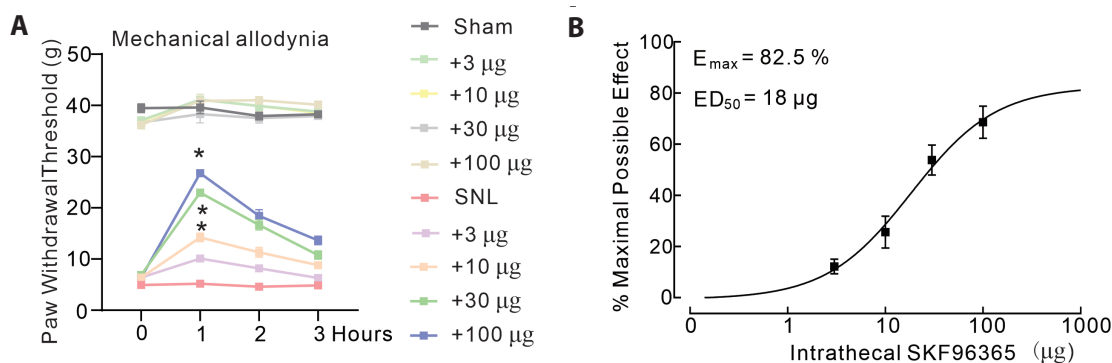 A
Mechanical allodynia
Paw WithdrawalThreshold (g)
50
40
30
20
10
0
*
*
*
0 1 2 3 Hours
Sham
+3 μg
+10 μg
+30 μg
+100 μg
SNL
+3 μg
+10 μg
+30 μg
+100 μg
B
% Maximal Possible Effect
100
80
60
40
20
0
Emax = 82.5 %
ED50 = 18 μg
0 1 10 100 1000
Intrathecal SKF96365 (μg)